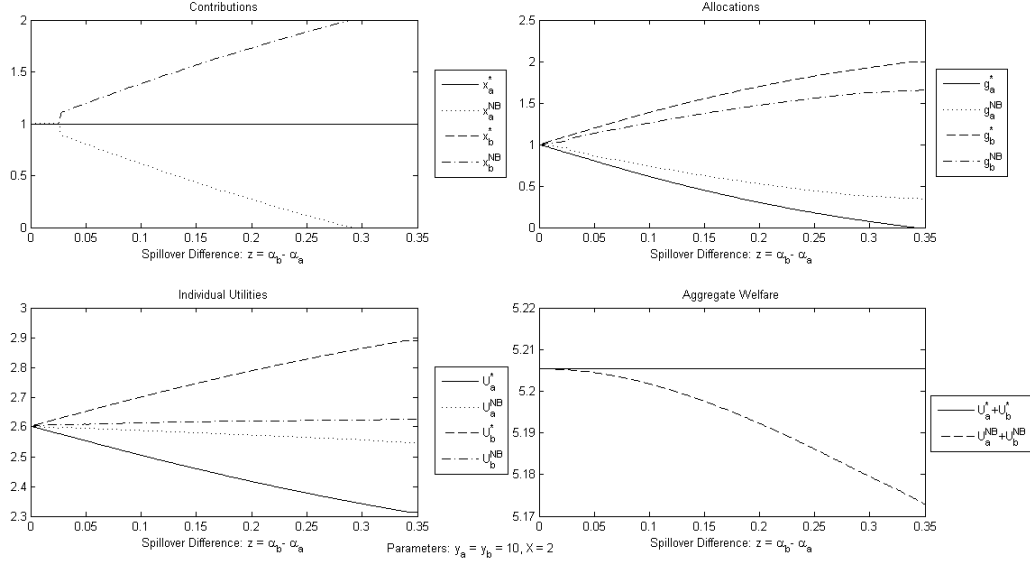 Contributions
2
1.5
1
0.5
0
0 0.05 0.1 0.15 0.2 0.25 0.3 0.35
Spillover Difference: z = α_b - α_a
x_a^*
x_a^NB
x_b^*
x_b^NB
Allocations
2.5
2
1.5
1
0.5
0
0 0.05 0.1 0.15 0.2 0.25 0.3 0.35
Spillover Difference: z = α_b - α_a
g_a^*
g_a^NB
g_b^*
g_b^NB
Individual Utilities
3
2.9
2.8
2.7
2.6
2.5
2.4
2.3
0 0.05 0.1 0.15 0.2 0.25 0.3 0.35
Spillover Difference: z = α_b - α_a
U_a^*
U_a^NB
U_b^*
U_b^NB
Aggregate Welfare
5.22
5.21
5.2
5.19
5.18
5.17
0 0.05 0.1 0.15 0.2 0.25 0.3 0.35
Spillover Difference: z = α_b - α_a
U_a^*+U_b^*
U_a^NB+U_b^NB
Parameters: y_a = y_b = 10, X = 2